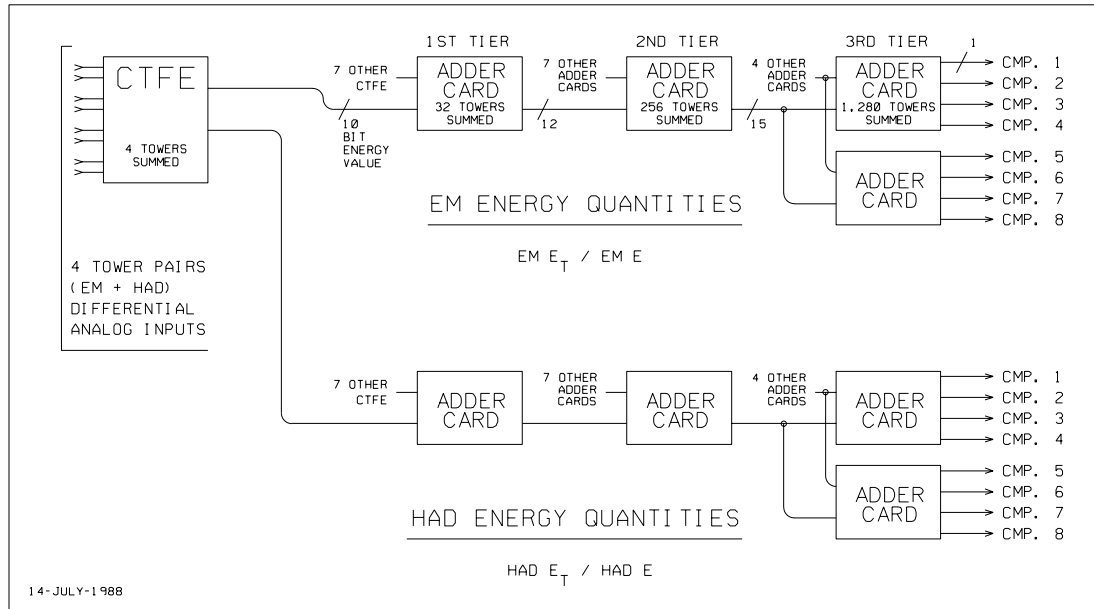 1ST TIER
2ND TIER
3RD TIER
CTFE
4 TOWERS
SUMMED
7 OTHER
CTFE
10
BIT
ENERGY
VALUE
ADDER
CARD
32 TOWERS
SUMMED
12
7 OTHER
ADDER
CARDS
ADDER
CARD
256 TOWERS
SUMMED
15
4 OTHER
ADDER
CARDS
ADDER
CARD
1,280 TOWERS
SUMMED
1
CMP. 1
CMP. 2
CMP. 3
CMP. 4
ADDER
CARD
CMP. 5
CMP. 6
CMP. 7
CMP. 8
EM ENERGY QUANTITIES
EM E_T / EM E
4 TOWER PAIRS
(EM + HAD)
DIFFERENTIAL
ANALOG INPUTS
7 OTHER
CTFE
ADDER
CARD
7 OTHER
ADDER
CARDS
ADDER
CARD
4 OTHER
ADDER
CARDS
ADDER
CARD
CMP. 1
CMP. 2
CMP. 3
CMP. 4
ADDER
CARD
CMP. 5
CMP. 6
CMP. 7
CMP. 8
HAD ENERGY QUANTITIES
HAD E_T / HAD E
14-JULY-1988